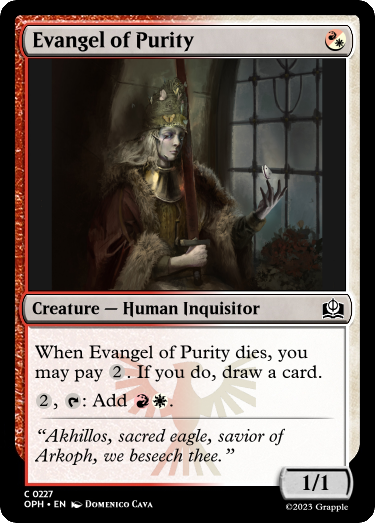 Evangel of Purity
Creature — Human Inquisitor
When Evangel of Purity dies, you
may pay 2. If you do, draw a card.
2, : Add .
“Akhillos, sacred eagle, savior of
Arkoph, we beseech thee.”
1/1
C 0227
OPH • EN DOMENICO CAVA
©2023 Grapple